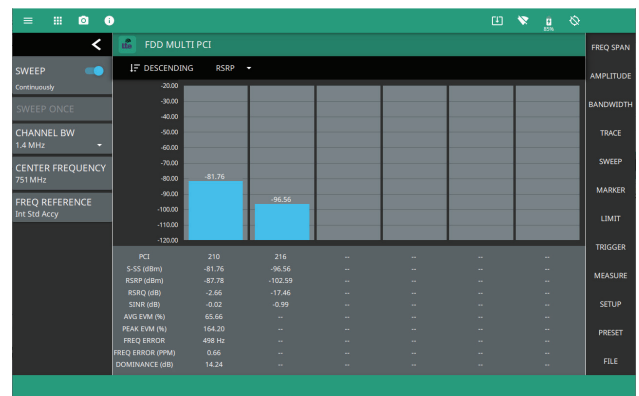 85%
FDD MULTI PCI
FREQ SPAN
SWEEP
Continuously
DESCENDING RSRP
AMPLITUDE
SWEEP ONCE
BANDWIDTH
CHANNEL BW
1.4 MHz
TRACE
CENTER FREQUENCY
751 MHz
SWEEP
FREQ REFERENCE
Int Std Accy
MARKER
LIMIT
TRIGGER
MEASURE
SETUP
PRESET
FILE
-20.00
-30.00
-40.00
-50.00
-60.00
-70.00
-80.00
-90.00
-100.00
-110.00
-120.00
-81.76
-96.56
PCI 210 216 -- -- -- --
S-SS (dBm) -81.76 -96.56 -- -- -- --
RSRP (dBm) -87.78 -102.59 -- -- -- --
RSRQ (dB) -2.66 -17.46 -- -- -- --
SINR (dB) -0.02 -0.99 -- -- -- --
AVG EVM (%) 65.66 -- -- -- -- --
PEAK EVM (%) 164.20 -- -- -- -- --
FREQ ERROR 498 Hz -- -- -- -- --
FREQ ERROR (PPM) 0.66 -- -- -- -- --
DOMINANCE (dB) 14.24 -- -- -- -- --